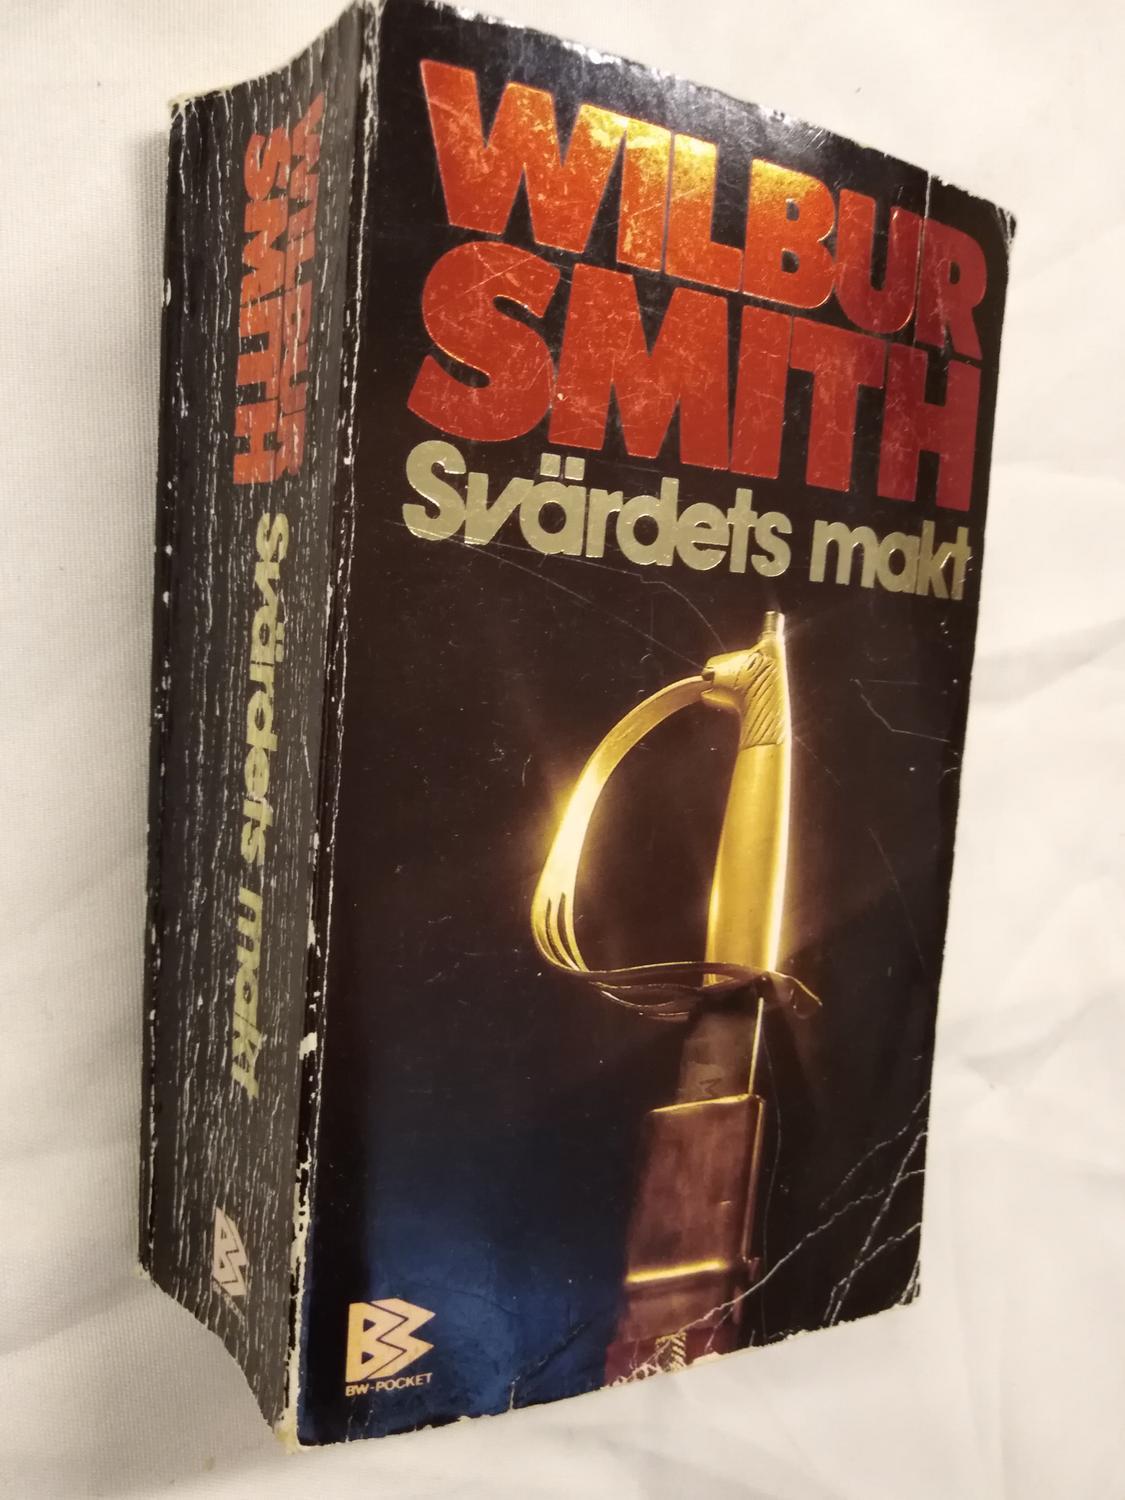 WILBUR
SMITH
Svärdets makt
BW-POCKET
WILBUR
SMITH
Svärdets makt